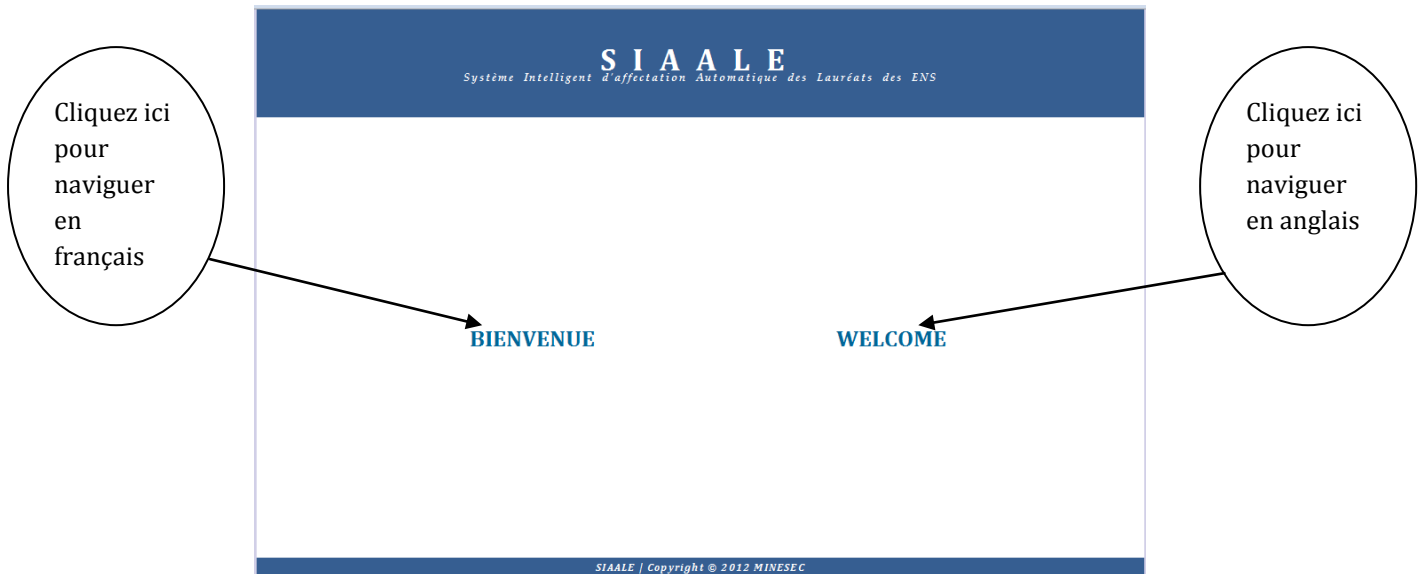 S I A A L E
Système Intelligent d'affectation Automatique des Lauréats des ENS
Cliquez ici
pour
naviguer
en
français
Cliquez ici
pour
naviguer
en anglais
BIENVENUE
WELCOME
SIAALE | Copyright © 2012 MINESEC